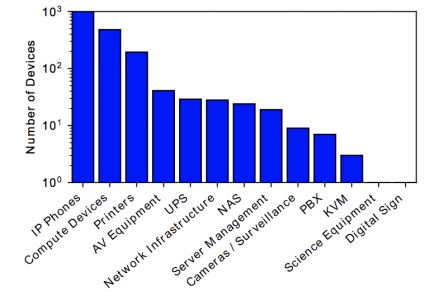 10³
10²
10¹
10⁰
Number of Devices
IP Phones
Compute Devices
Printers
AV Equipment
UPS
Network Infrastructure
NAS
Server Management
Cameras / Surveillance
PBX
KVM
Science Equipment
Digital Sign